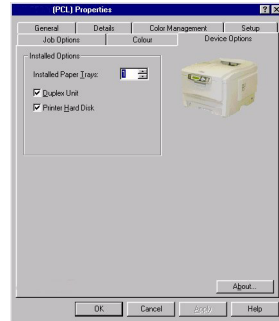 (PCL) Properties
General Details Color Management Setup
Job Options Colour Device Options
Installed Options
Installed Paper Trays: 1
Duplex Unit
Printer Hard Disk
About...
OK Cancel Apply Help